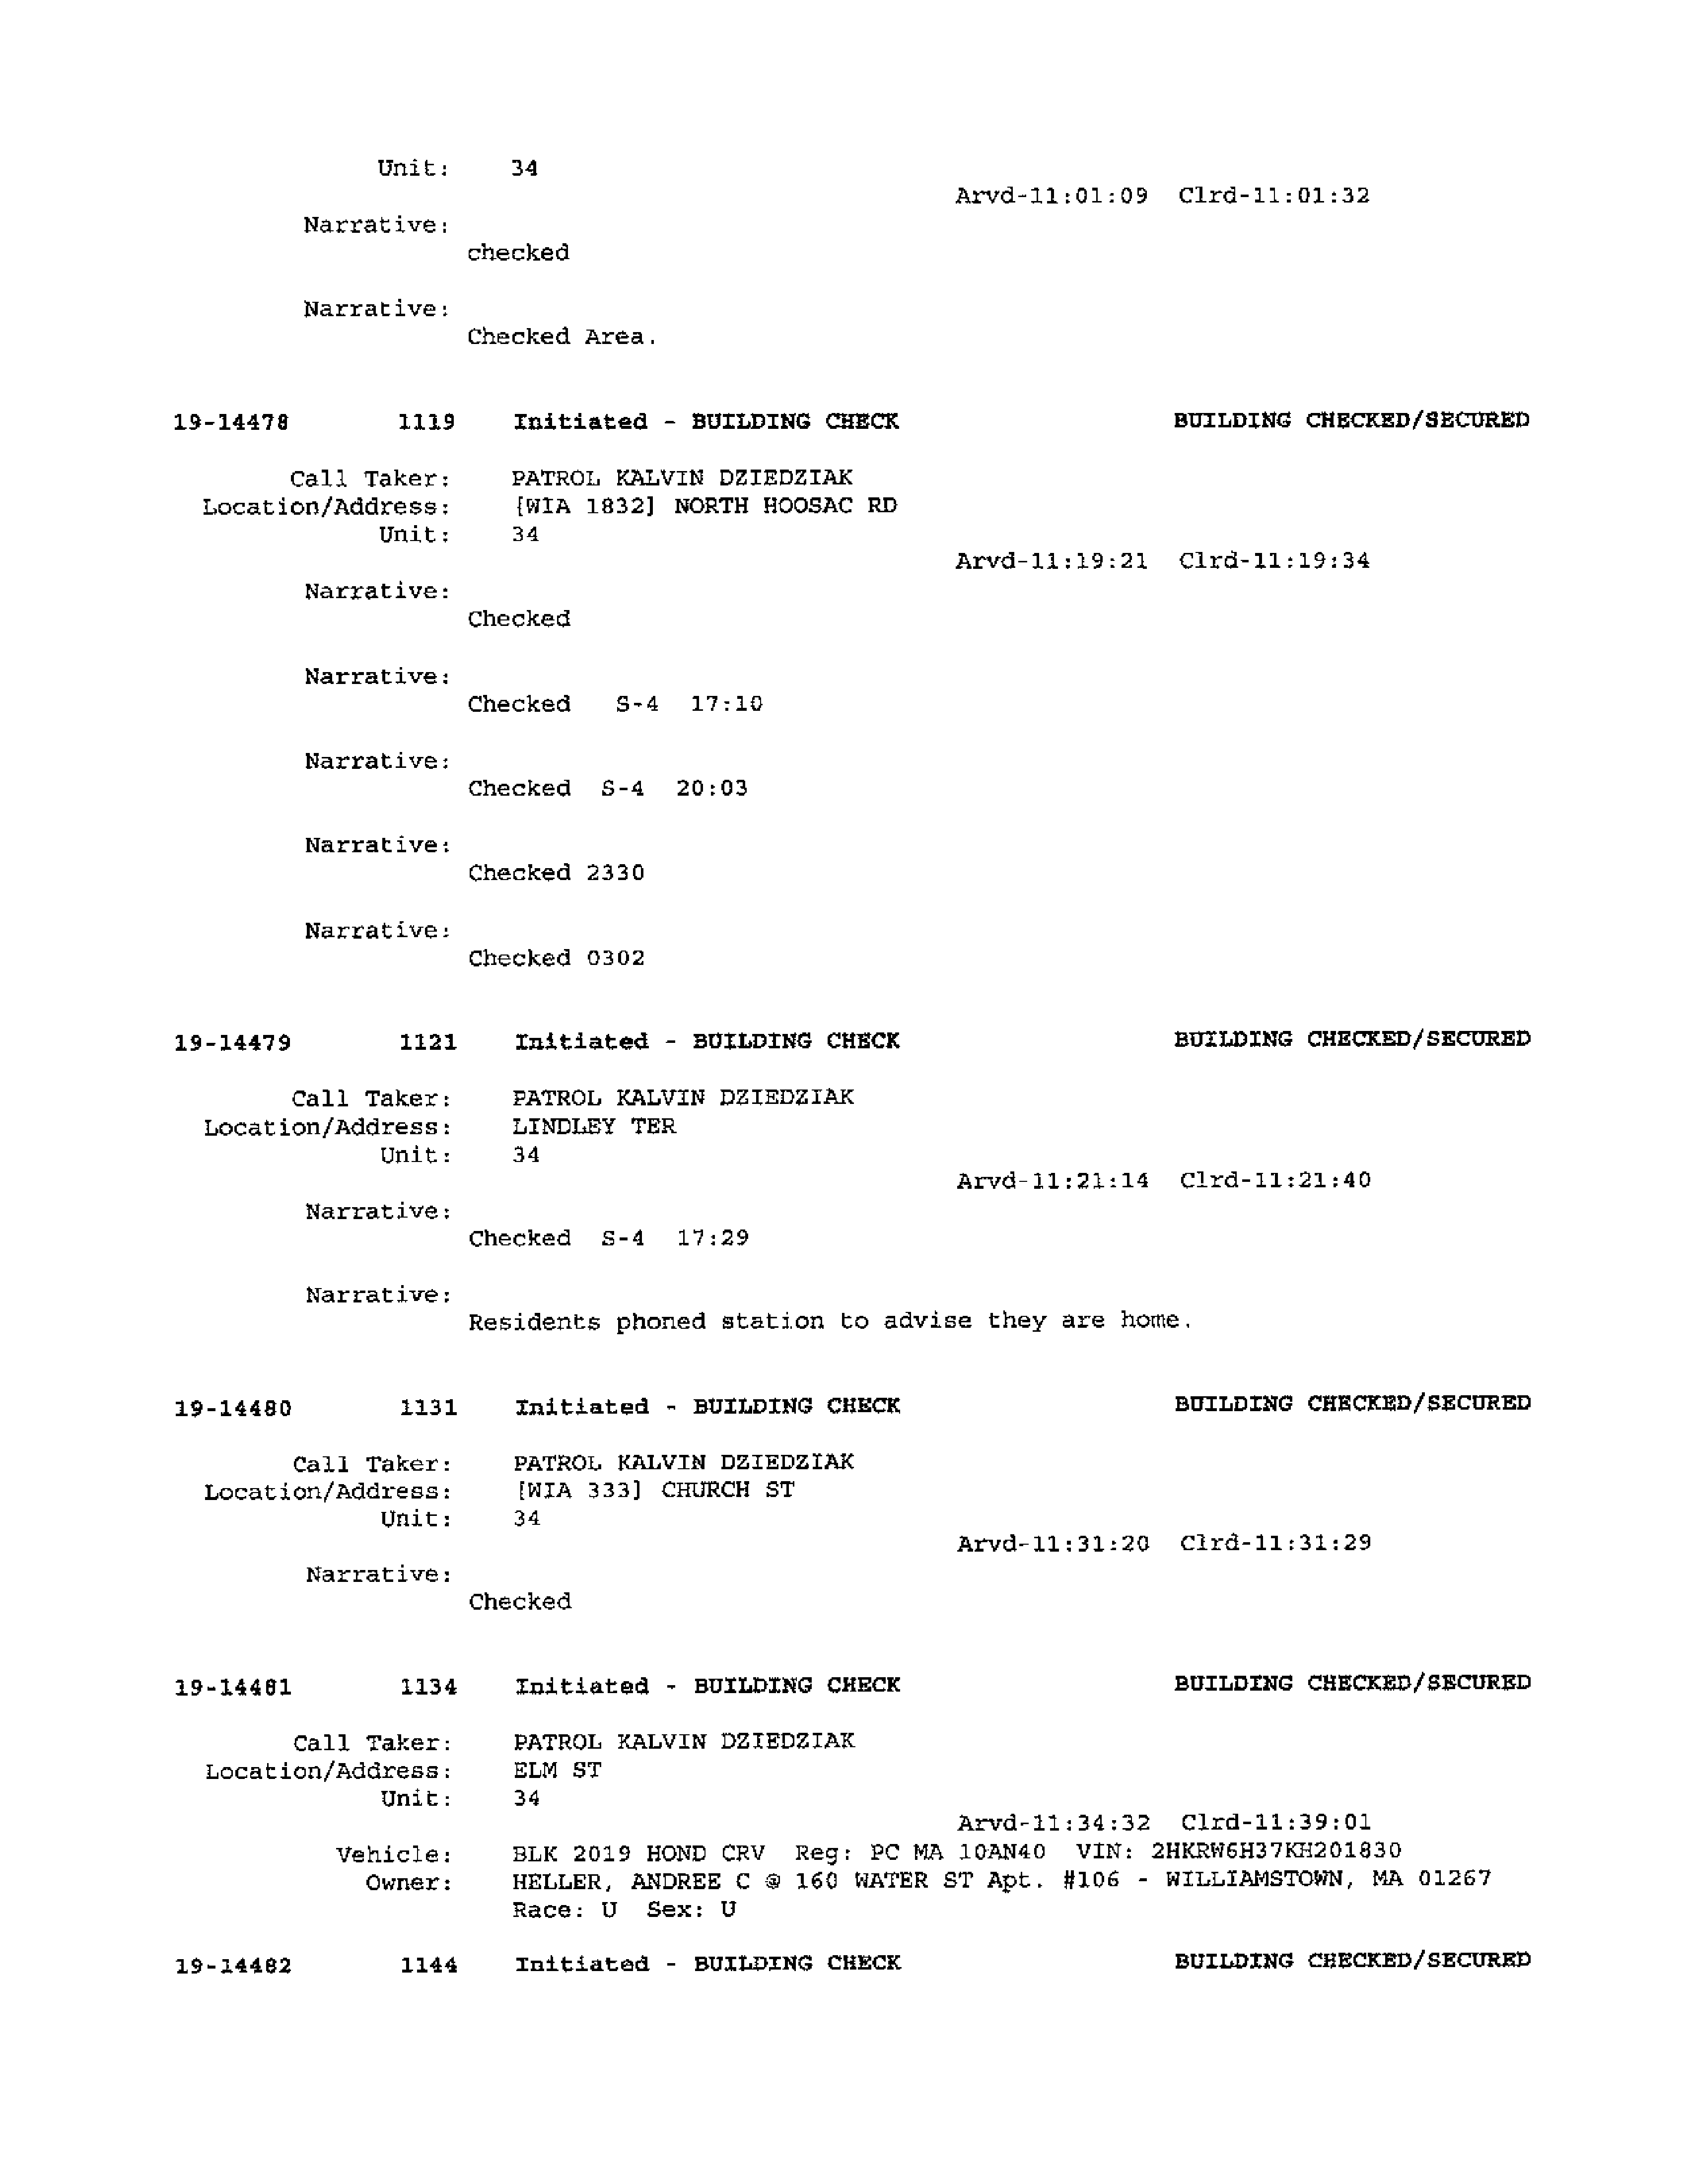 Unit: 34
Arvd-11:01:09 Clrd-11:01:32
Narrative:
checked
Narrative:
Checked Area.
19-14478 1119 Initiated - BUILDING CHECK BUILDING CHECKED/SECURED
Call Taker: PATROL KALVIN DZIEDZIAK
Location/Address: [WIA 1832] NORTH HOOSAC RD
Unit: 34
Arvd-11:19:21 Clrd-11:19:34
Narrative:
Checked
Narrative:
Checked S-4 17:10
Narrative:
Checked S-4 20:03
Narrative:
Checked 2330
Narrative:
Checked 0302
19-14479 1121 Initiated - BUILDING CHECK BUILDING CHECKED/SECURED
Call Taker: PATROL KALVIN DZIEDZIAK
Location/Address: LINDLEY TER
Unit: 34
Arvd-11:21:14 Clrd-11:21:40
Narrative:
Checked S-4 17:29
Narrative:
Residents phoned station to advise they are home.
19-14480 1131 Initiated - BUILDING CHECK BUILDING CHECKED/SECURED
Call Taker: PATROL KALVIN DZIEDZIAK
Location/Address: [WIA 333] CHURCH ST
Unit: 34
Arvd-11:31:20 Clrd-11:31:29
Narrative:
Checked
19-14481 1134 Initiated - BUILDING CHECK BUILDING CHECKED/SECURED
Call Taker: PATROL KALVIN DZIEDZIAK
Location/Address: ELM ST
Unit: 34
Arvd-11:34:32 Clrd-11:39:01
Vehicle: BLK 2019 HOND CRV Reg: PC MA 10AN40 VIN: 2HKRW6H37KH201830
Owner: HELLER, ANDREE C @ 160 WATER ST Apt. #106 - WILLIAMSTOWN, MA 01267
Race: U Sex: U
19-14482 1144 Initiated - BUILDING CHECK BUILDING CHECKED/SECURED